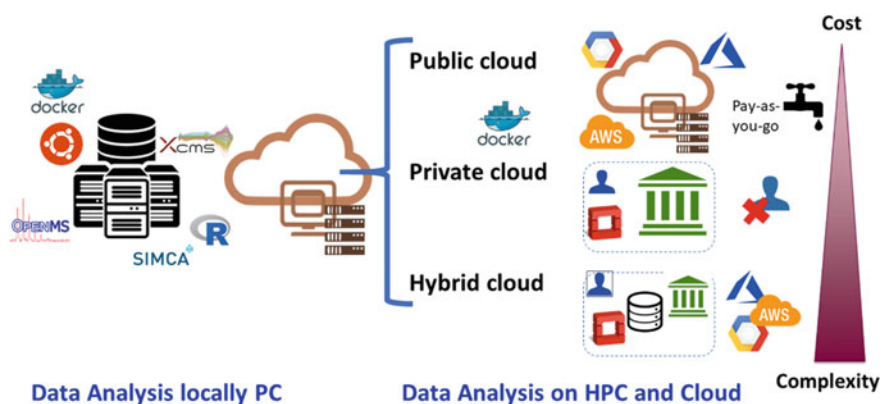 Cost
Public cloud
docker
XCMS
docker
AWS
Pay-as-
you-go
Private cloud
OPENMS
R
SIMCA
Hybrid cloud
AWS
Data Analysis locally PC
Data Analysis on HPC and Cloud
Complexity